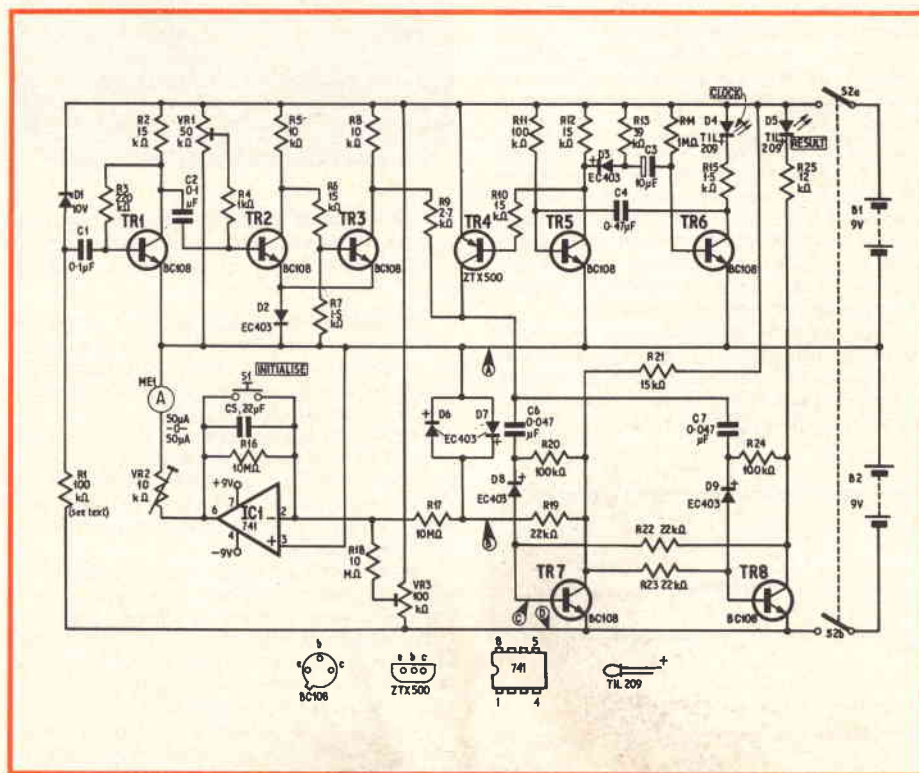 S2a
R2
15
kΩ
VR1
50
kΩ
R5
10
kΩ
R8
10
kΩ
R11
100
kΩ
R12
15
kΩ
R13
39
kΩ
R14
1MΩ
CLOCK
D4
TIL
209
D5
TIL
209
RESULT
D1
10V
R3
220
kΩ
C2
0·1
µF
R4
1kΩ
R6
15
kΩ
R9
2·7
kΩ
R10
15
kΩ
D3
EC403
C3
10µF
C4
0·47µF
R15
1·5
kΩ
R25
1·2
kΩ
B1
9V
TR1
TR2
TR3
TR4
TR5
TR6
C1
0·1µF
BC108
BC108
BC108
ZTX500
BC108
BC108
D2
EC403
R7
1·5
kΩ
A
R21
15kΩ
ME1
A
50µA
–0–
50µA
S1
INITIALISE
C5, 22µF
R16
10MΩ
D6
D7
EC403
C6
0·047
µF
R20
100kΩ
C7
0·047
µF
R24
100kΩ
B2
9V
R1
100
kΩ
(see text)
VR2
10
kΩ
+9V
7
6
IC1
741
2
3
4
–9V
R17
10MΩ
B
D8
EC403
R19
22kΩ
D9
EC403
R22 22kΩ
R23 22kΩ
R18
10
MΩ
VR3
100
kΩ
TR7
TR8
C
D
BC108
BC108
S2b
b
e
c
BC108
e b c
ZTX500
8 5
741
1 4
+
TIL 209